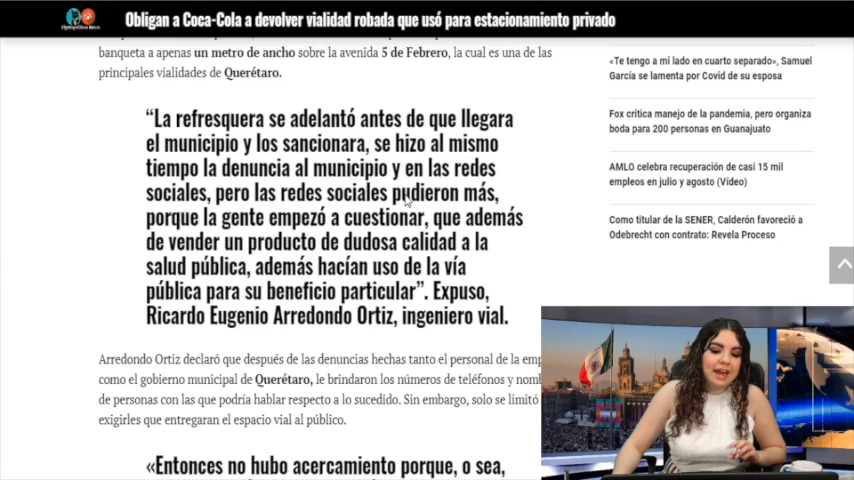 Obligan a Coca-Cola a devolver vialidad robada que usó para estacionamiento privado
banqueta a apenas un metro de ancho sobre la avenida 5 de Febrero, la cual es una de las
principales vialidades de Querétaro.
“La refresquera se adelantó antes de que llegara
el municipio y los sancionara, se hizo al mismo
tiempo la denuncia al municipio y en las redes
sociales, pero las redes sociales pudieron más,
porque la gente empezó a cuestionar, que además
de vender un producto de dudosa calidad a la
salud pública, además hacían uso de la vía
pública para su beneficio particular”. Expuso,
Ricardo Eugenio Arredondo Ortiz, ingeniero vial.
Arredondo Ortiz declaró que después de las denuncias hechas tanto el personal de la emp
como el gobierno municipal de Querétaro, le brindaron los números de teléfonos y nomb
de personas con las que podría hablar respecto a lo sucedido. Sin embargo, solo se limitó
exigirles que entregaran el espacio vial al público.
«Entonces no hubo acercamiento porque, o sea,
«Te tengo a mi lado en cuarto separado», Samuel
García se lamenta por Covid de su esposa
Fox critica manejo de la pandemia, pero organiza
boda para 200 personas en Guanajuato
AMLO celebra recuperación de casi 15 mil
empleos en julio y agosto (Vídeo)
Como titular de la SENER, Calderón favoreció a
Odebrecht con contrato: Revela Proceso